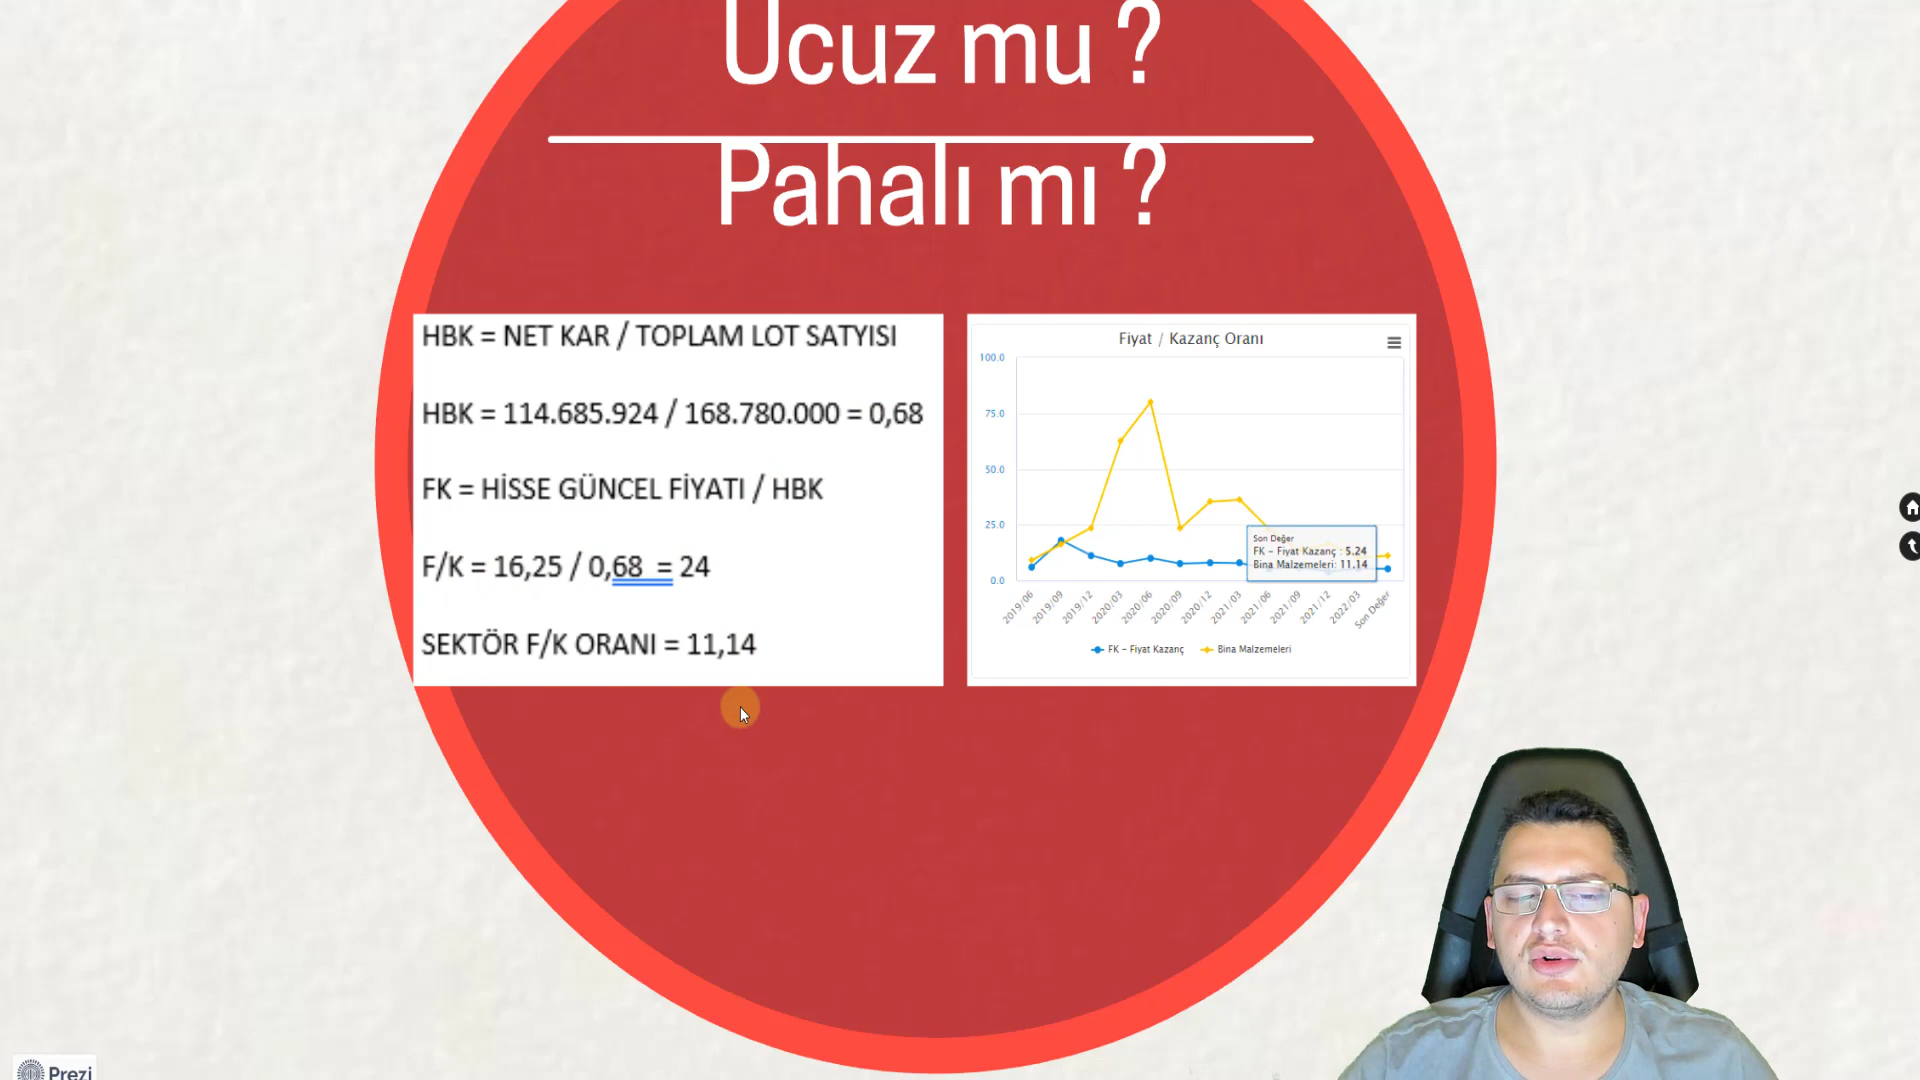 Ucuz mu ?
Pahalı mı ?
HBK = NET KAR / TOPLAM LOT SATYISI
HBK = 114.685.924 / 168.780.000 = 0,68
FK = HİSSE GÜNCEL FİYATI / HBK
F/K = 16,25 / 0,68 = 24
SEKTÖR F/K ORANI = 11,14
Fiyat / Kazanç Oranı
100.0
75.0
50.0
25.0
0.0
Son Değer
FK - Fiyat Kazanç : 5.24
Bina Malzemeleri: 11.14
2019/06
2019/09
2019/12
2020/03
2020/06
2020/09
2020/12
2021/03
2021/06
2021/09
2021/12
2022/03
Son Değer
FK - Fiyat Kazanç
Bina Malzemeleri
Prezi